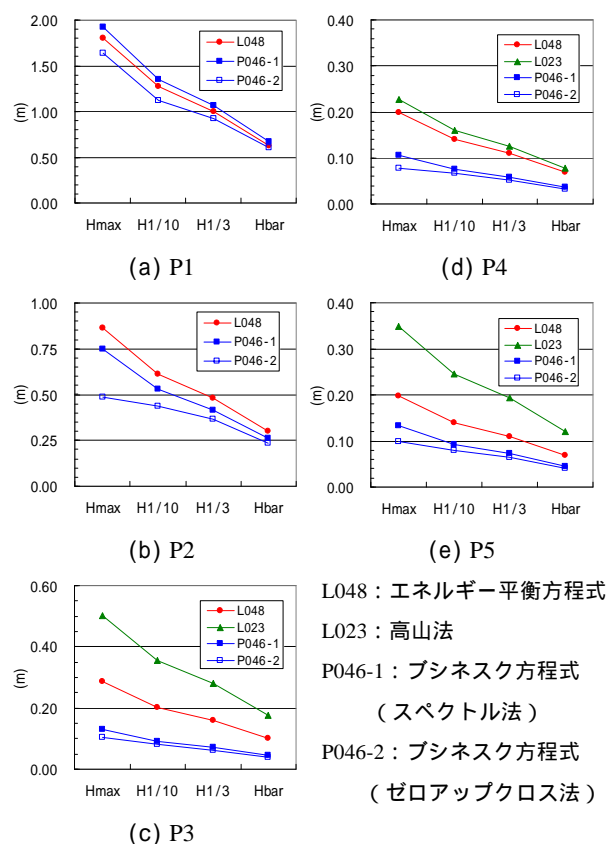 2.00
1.50
1.00
0.50
0.00
(m)
L048
P046-1
P046-2
Hmax H1/10 H1/3 Hbar
(a) P1
0.40
0.30
0.20
0.10
0.00
(m)
L048
L023
P046-1
P046-2
Hmax H1/10 H1/3 Hbar
(d) P4
1.00
0.75
0.50
0.25
0.00
(m)
L048
P046-1
P046-2
Hmax H1/10 H1/3 Hbar
(b) P2
0.40
0.30
0.20
0.10
0.00
(m)
L048
L023
P046-1
P046-2
Hmax H1/10 H1/3 Hbar
(e) P5
0.60
0.40
0.20
0.00
(m)
L048
L023
P046-1
P046-2
Hmax H1/10 H1/3 Hbar
(c) P3
L048：エネルギー平衡方程式
L023：高山法
P046-1：ブシネスク方程式
（スペクトル法）
P046-2：ブシネスク方程式
（ゼロアップクロス法）